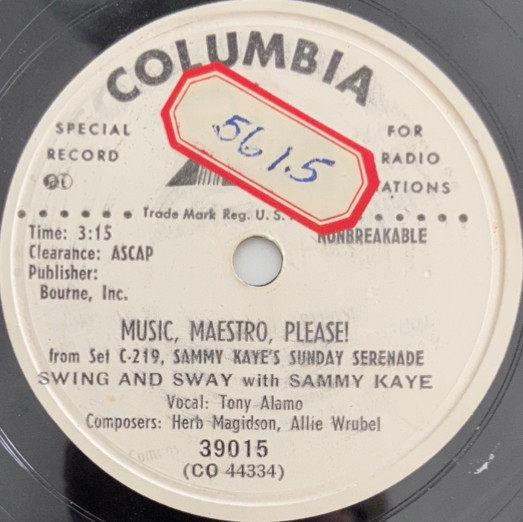 COLUMBIA
5615
SPECIAL
RECORD
FOR
RADIO
ATIONS
Trade Mark Reg. U. S.
NONBREAKABLE
Time: 3:15
Clearance: ASCAP
Publisher:
Bourne, Inc.
MUSIC, MAESTRO, PLEASE!
from Set C-219, SAMMY KAYE'S SUNDAY SERENADE
SWING AND SWAY with SAMMY KAYE
Vocal: Tony Alamo
Composers: Herb Magidson, Allie Wrubel
39015
(CO 44334)